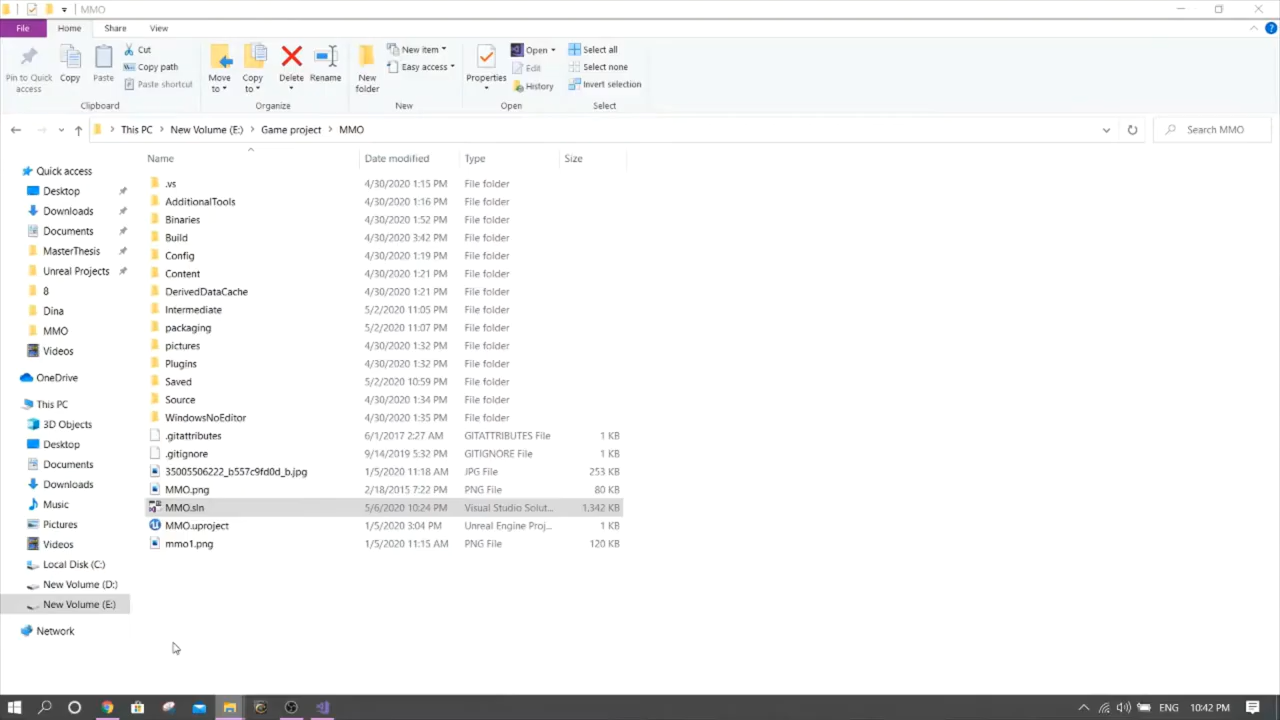 MMO
File Home Share View
Pin to Quick access
Copy
Paste
Cut
Copy path
Paste shortcut
Clipboard
Move to
Copy to
Delete
Rename
Organize
New folder
New item
Easy access
New
Properties
Open
Edit
History
Open
Select all
Select none
Invert selection
Select
This PC New Volume (E:) Game project MMO
Search MMO
Quick access
Desktop
Downloads
Documents
MasterThesis
Unreal Projects
8
Dina
MMO
Videos
OneDrive
This PC
3D Objects
Desktop
Documents
Downloads
Music
Pictures
Videos
Local Disk (C:)
New Volume (D:)
New Volume (E:)
Network
Name Date modified Type Size
.vs 4/30/2020 1:15 PM File folder
AdditionalTools 4/30/2020 1:16 PM File folder
Binaries 4/30/2020 1:52 PM File folder
Build 4/30/2020 3:42 PM File folder
Config 4/30/2020 1:19 PM File folder
Content 4/30/2020 1:21 PM File folder
DerivedDataCache 4/30/2020 1:21 PM File folder
Intermediate 5/2/2020 11:05 PM File folder
packaging 5/2/2020 11:07 PM File folder
pictures 4/30/2020 1:32 PM File folder
Plugins 4/30/2020 1:32 PM File folder
Saved 5/2/2020 10:59 PM File folder
Source 4/30/2020 1:34 PM File folder
WindowsNoEditor 4/30/2020 1:35 PM File folder
.gitattributes 6/1/2017 2:27 AM GITATTRIBUTES File 1 KB
.gitignore 9/14/2019 5:32 PM GITIGNORE File 1 KB
35005506222_b557c9fd0d_b.jpg 1/5/2020 11:18 AM JPG File 253 KB
MMO.png 2/18/2015 7:22 PM PNG File 80 KB
MMO.sln 5/6/2020 10:24 PM Visual Studio Solut... 1,342 KB
MMO.uproject 1/5/2020 3:04 PM Unreal Engine Proj... 1 KB
mmo1.png 1/5/2020 11:15 AM PNG File 120 KB
ENG 10:42 PM